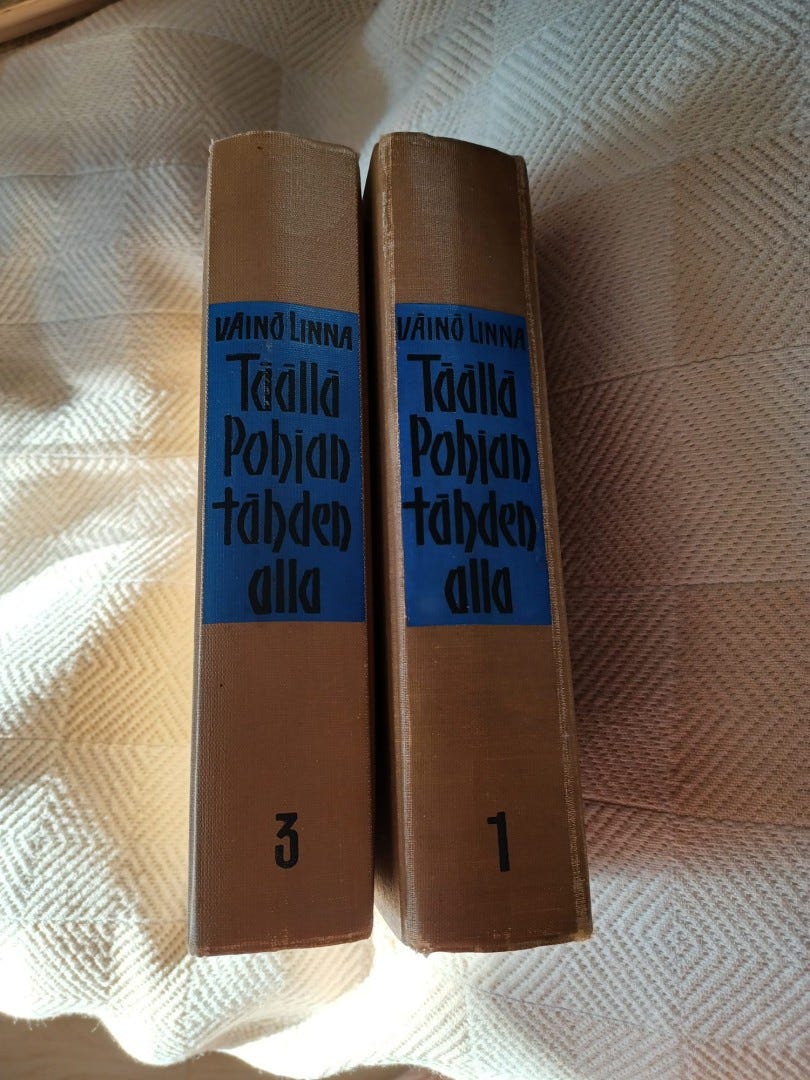 VÄINÖ LINNA
Täällä
Pohjan
tähden
alla
3
VÄINÖ LINNA
Täällä
Pohjan
tähden
alla
1